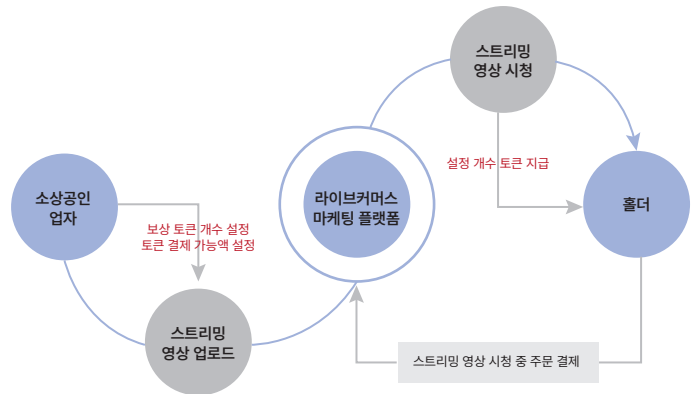 스트리밍
영상 시청
설정 개수 토큰 지급
소상공인
업자
보상 토큰 개수 설정
토큰 결제 가능액 설정
라이브커머스
마케팅 플랫폼
홀더
스트리밍
영상 업로드
스트리밍 영상 시청 중 주문 결제